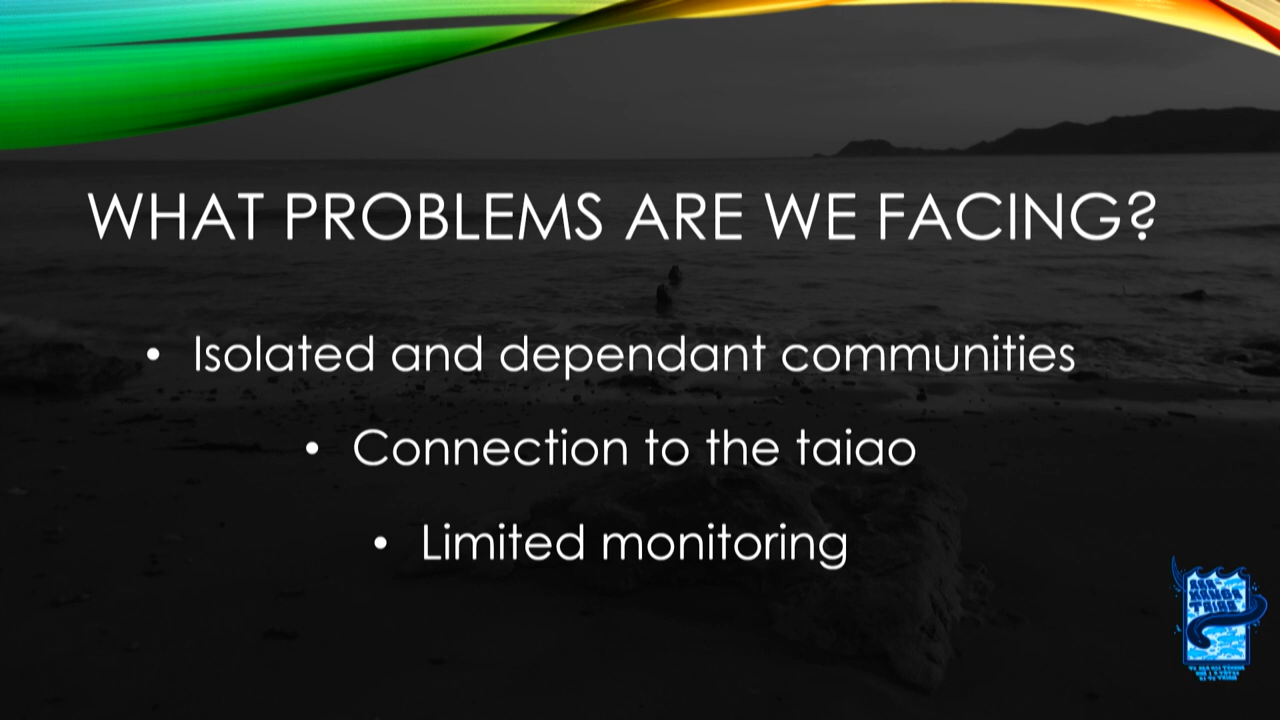 WHAT PROBLEMS ARE WE FACING?
• Isolated and dependant communities
• Connection to the taiao
• Limited monitoring